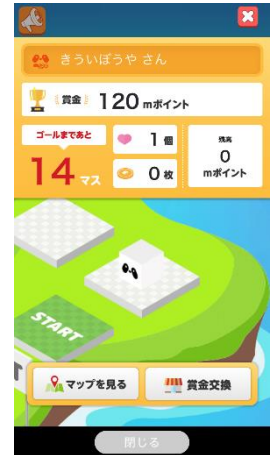 きういぼうや さん
賞金 120 mポイント
ゴールまであと
14 マス
1 個
0 枚
残高
0
mポイント
START
T
マップを見る
賞金交換
閉じる